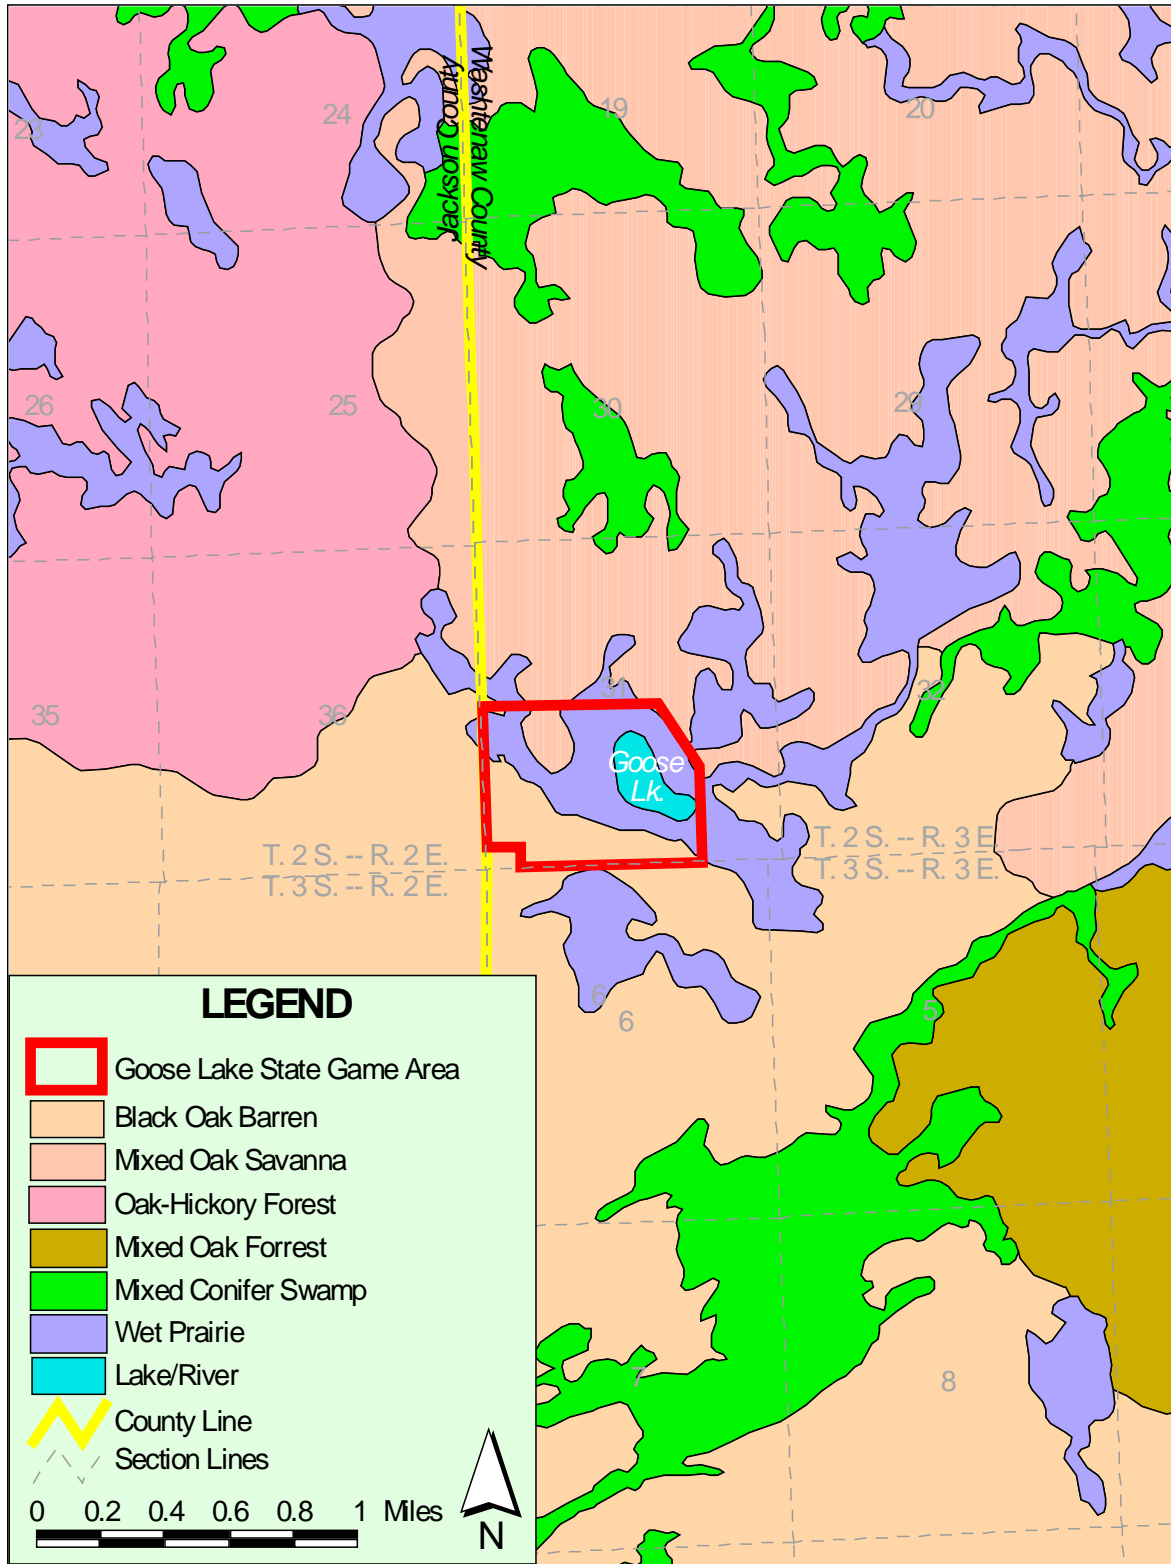 Jackson County
Washtenaw County
23
24
19
20
26
25
30
29
35
36
31
32
Goose
Lk.
T. 2 S. -- R. 2 E.
T. 3 S. -- R. 2 E.
T. 2 S. -- R. 3 E.
T. 3 S. -- R. 3 E.
6
6
5
7
8
LEGEND
Goose Lake State Game Area
Black Oak Barren
Mixed Oak Savanna
Oak-Hickory Forest
Mixed Oak Forrest
Mixed Conifer Swamp
Wet Prairie
Lake/River
County Line
Section Lines
0 0.2 0.4 0.6 0.8 1 Miles
N